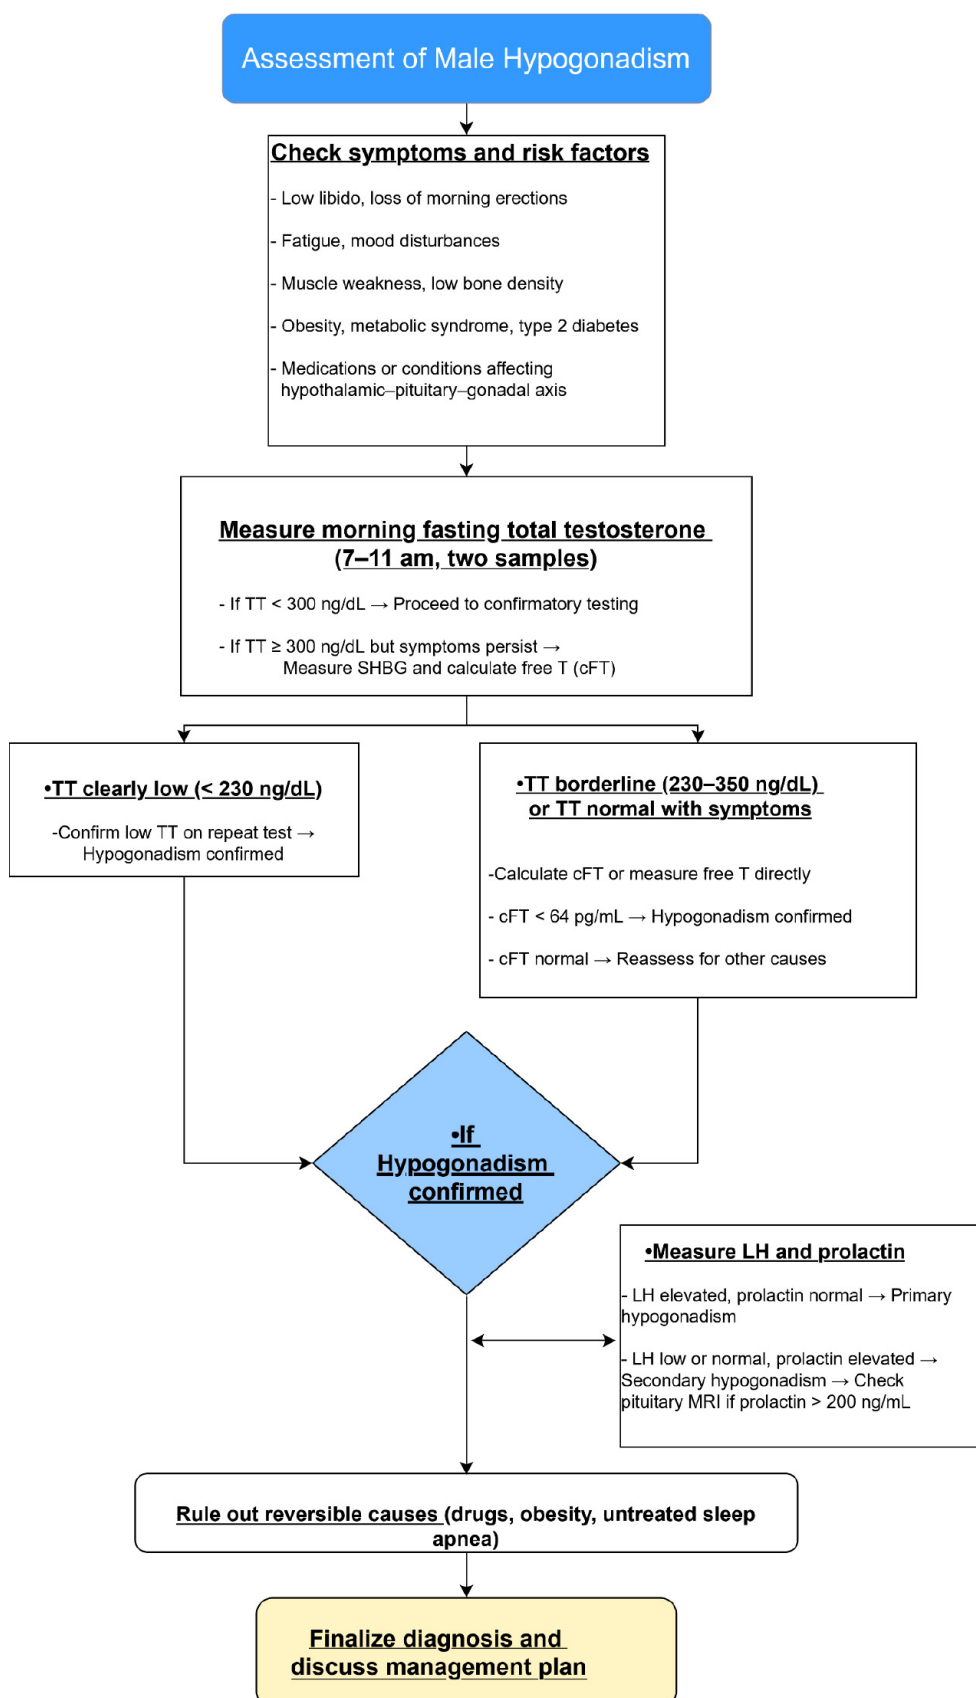 Assessment of Male Hypogonadism
Check symptoms and risk factors
- Low libido, loss of morning erections
- Fatigue, mood disturbances
- Muscle weakness, low bone density
- Obesity, metabolic syndrome, type 2 diabetes
- Medications or conditions affecting
hypothalamic–pituitary–gonadal axis
Measure morning fasting total testosterone
(7–11 am, two samples)
- If TT < 300 ng/dL → Proceed to confirmatory testing
- If TT ≥ 300 ng/dL but symptoms persist →
Measure SHBG and calculate free T (cFT)
•TT clearly low (< 230 ng/dL)
-Confirm low TT on repeat test →
Hypogonadism confirmed
•TT borderline (230–350 ng/dL)
or TT normal with symptoms
-Calculate cFT or measure free T directly
- cFT < 64 pg/mL → Hypogonadism confirmed
- cFT normal → Reassess for other causes
•If
Hypogonadism
confirmed
•Measure LH and prolactin
- LH elevated, prolactin normal → Primary
hypogonadism
- LH low or normal, prolactin elevated →
Secondary hypogonadism → Check
pituitary MRI if prolactin > 200 ng/mL
Rule out reversible causes (drugs, obesity, untreated sleep
apnea)
Finalize diagnosis and
discuss management plan